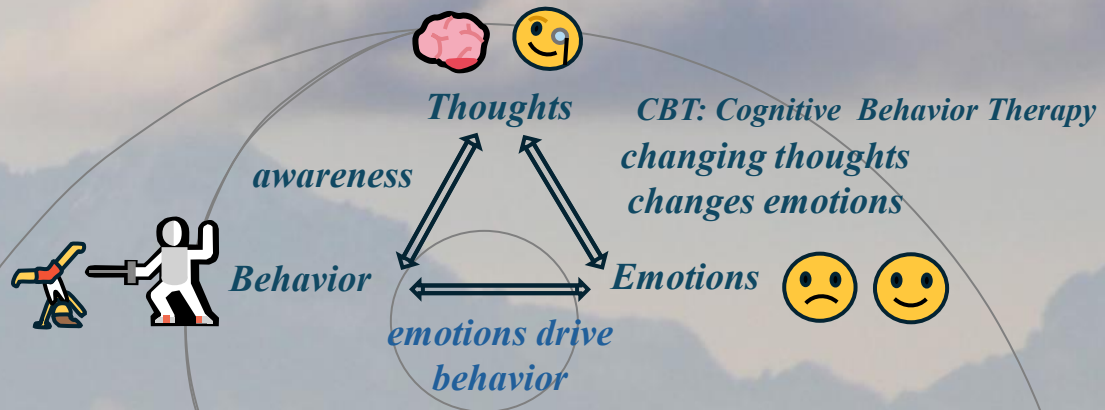 Thoughts
CBT: Cognitive Behavior Therapy
changing thoughts
changes emotions
awareness
Behavior
Emotions
emotions drive
behavior